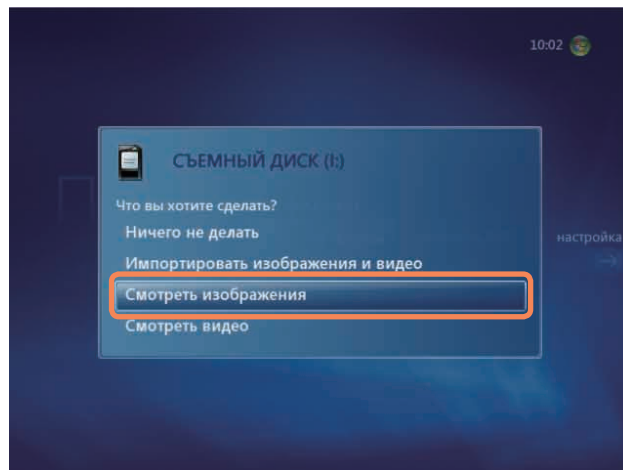 10:02
СЪЕМНЫЙ ДИСК (I:)
Что вы хотите сделать?
Ничего не делать
настройка
Импортировать изображения и видео
Смотреть изображения
Смотреть видео